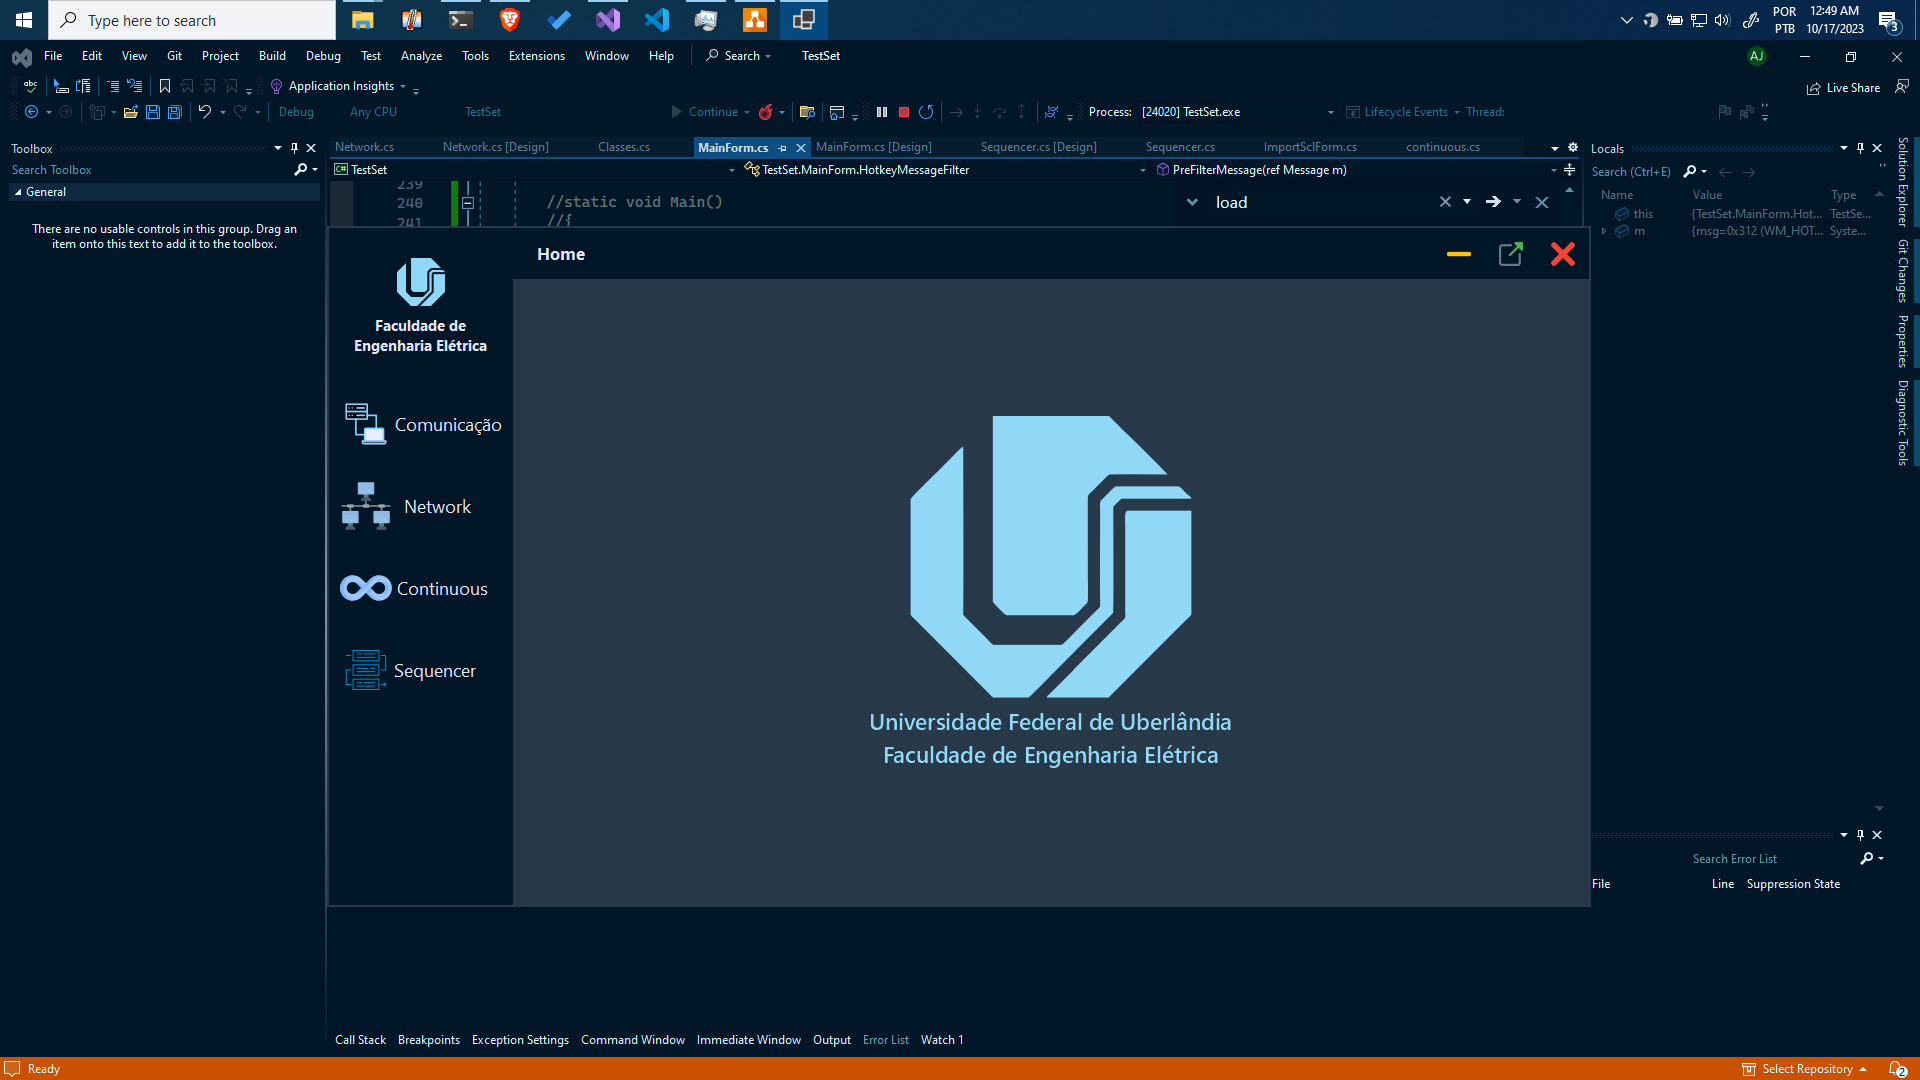 Type here to search
POR
PTB
12:49 AM
10/17/2023
3
File Edit View Git Project Build Debug Test Analyze Tools Extensions Window Help Search TestSet
AJ
abc
Application Insights
Live Share
Debug Any CPU TestSet Continue Process: [24020] TestSet.exe Lifecycle Events Thread:
Toolbox
Search Toolbox
General
There are no usable controls in this group. Drag an
item onto this text to add it to the toolbox.
Network.cs Network.cs [Design] Classes.cs MainForm.cs MainForm.cs [Design] Sequencer.cs [Design] Sequencer.cs ImportSclForm.cs continuous.cs
C# TestSet TestSet.MainForm.HotkeyMessageFilter PreFilterMessage(ref Message m)
239
240 //static void Main()
241 //{
load
Locals
Search (Ctrl+E)
Name Value Type
this {TestSet.MainForm.Hot... TestSe...
m {msg=0x312 (WM_HOT... Syste...
Solution Explorer
Git Changes
Properties
Diagnostic Tools
Home
Faculdade de
Engenharia Elétrica
Comunicação
Network
Continuous
Sequencer
Universidade Federal de Uberlândia
Faculdade de Engenharia Elétrica
Search Error List
File Line Suppression State
Call Stack Breakpoints Exception Settings Command Window Immediate Window Output Error List Watch 1
Ready
Select Repository
2